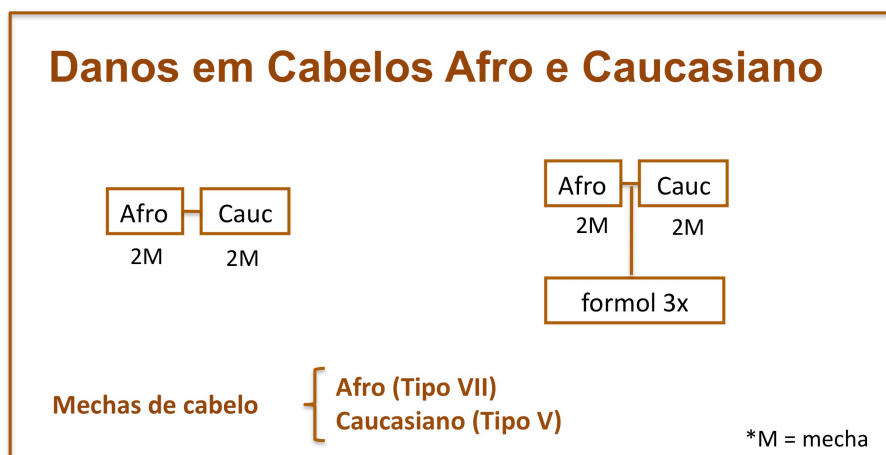 Danos em Cabelos Afro e Caucasiano
Afro Cauc
2M 2M
Afro Cauc
2M 2M
formol 3x
Mechas de cabelo
Afro (Tipo VII)
Caucasiano (Tipo V)
*M = mecha